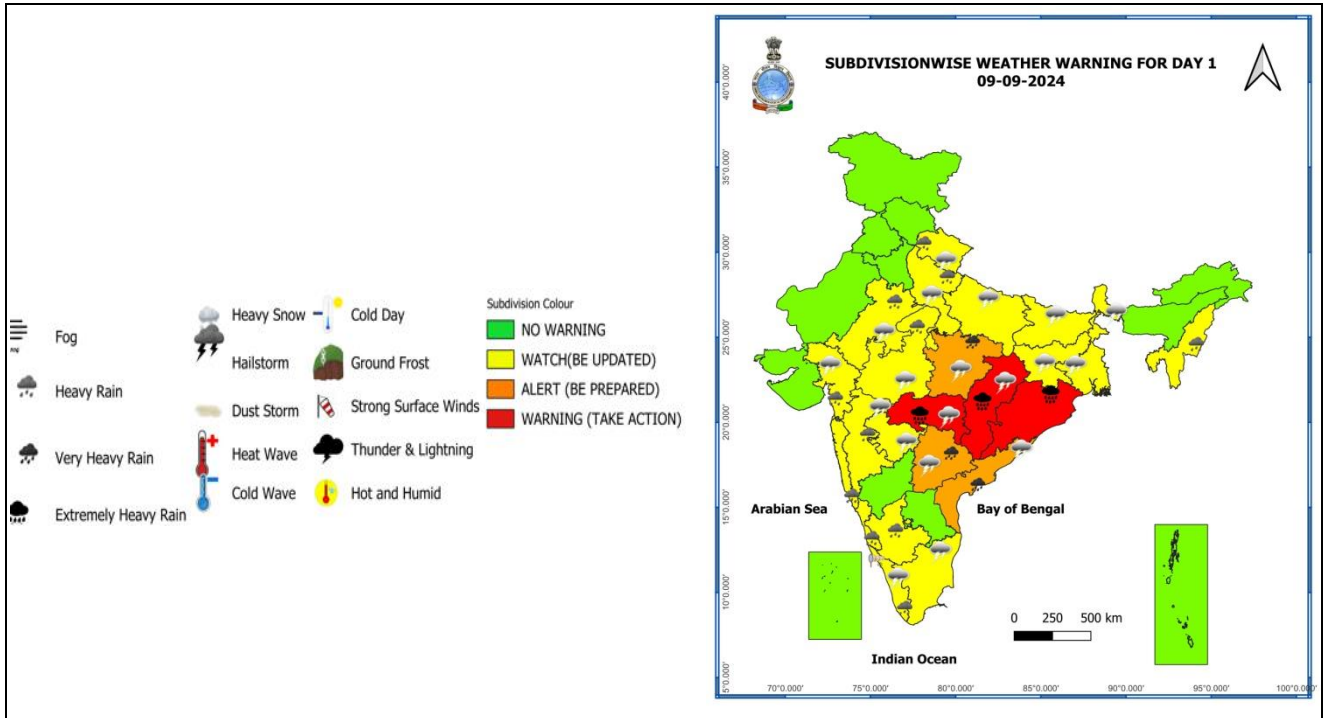 Fog
Heavy Rain
Very Heavy Rain
Extremely Heavy Rain
Heavy Snow
Hailstorm
Dust Storm
Heat Wave
Cold Wave
Cold Day
Ground Frost
Strong Surface Winds
Thunder & Lightning
Hot and Humid
Subdivision Colour
NO WARNING
WATCH(BE UPDATED)
ALERT (BE PREPARED)
WARNING (TAKE ACTION)
SUBDIVISIONWISE WEATHER WARNING FOR DAY 1
09-09-2024
40°0.000'
35°0.000'
30°0.000'
25°0.000'
20°0.000'
15°0.000'
10°0.000'
5°0.000'
Arabian Sea
Bay of Bengal
0 250 500 km
Indian Ocean
70°0.000' 75°0.000' 80°0.000' 85°0.000' 90°0.000' 95°0.000' 100°0.000'